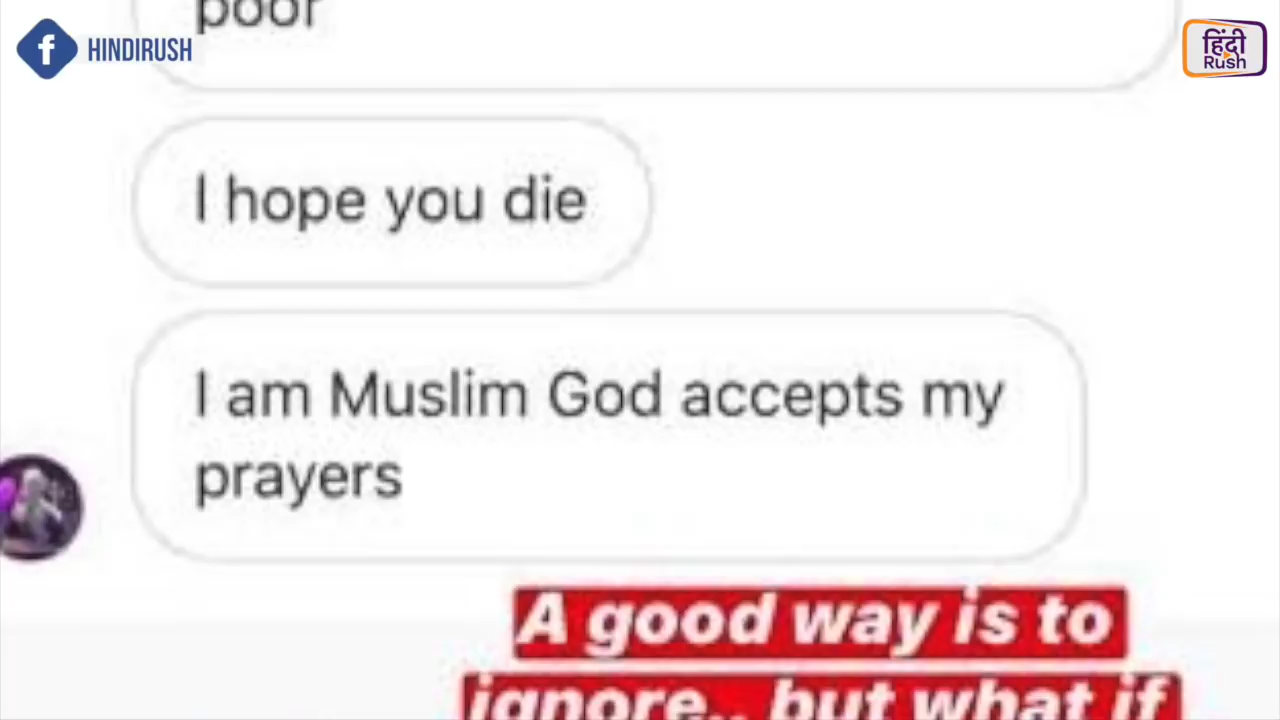 poor
HINDIRUSH
हिंदी
Rush
I hope you die
I am Muslim God accepts my
prayers
A good way is to
ignore.. but what if